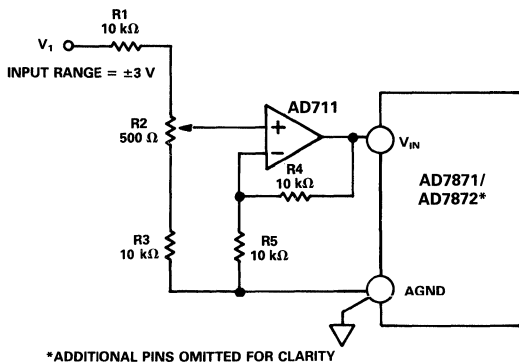 R1
10 kΩ
V₁
INPUT RANGE = ±3 V
AD711
R2
500 Ω
+
−
VIN
R4
10 kΩ
AD7871/
AD7872*
R3
10 kΩ
R5
10 kΩ
AGND
*ADDITIONAL PINS OMITTED FOR CLARITY